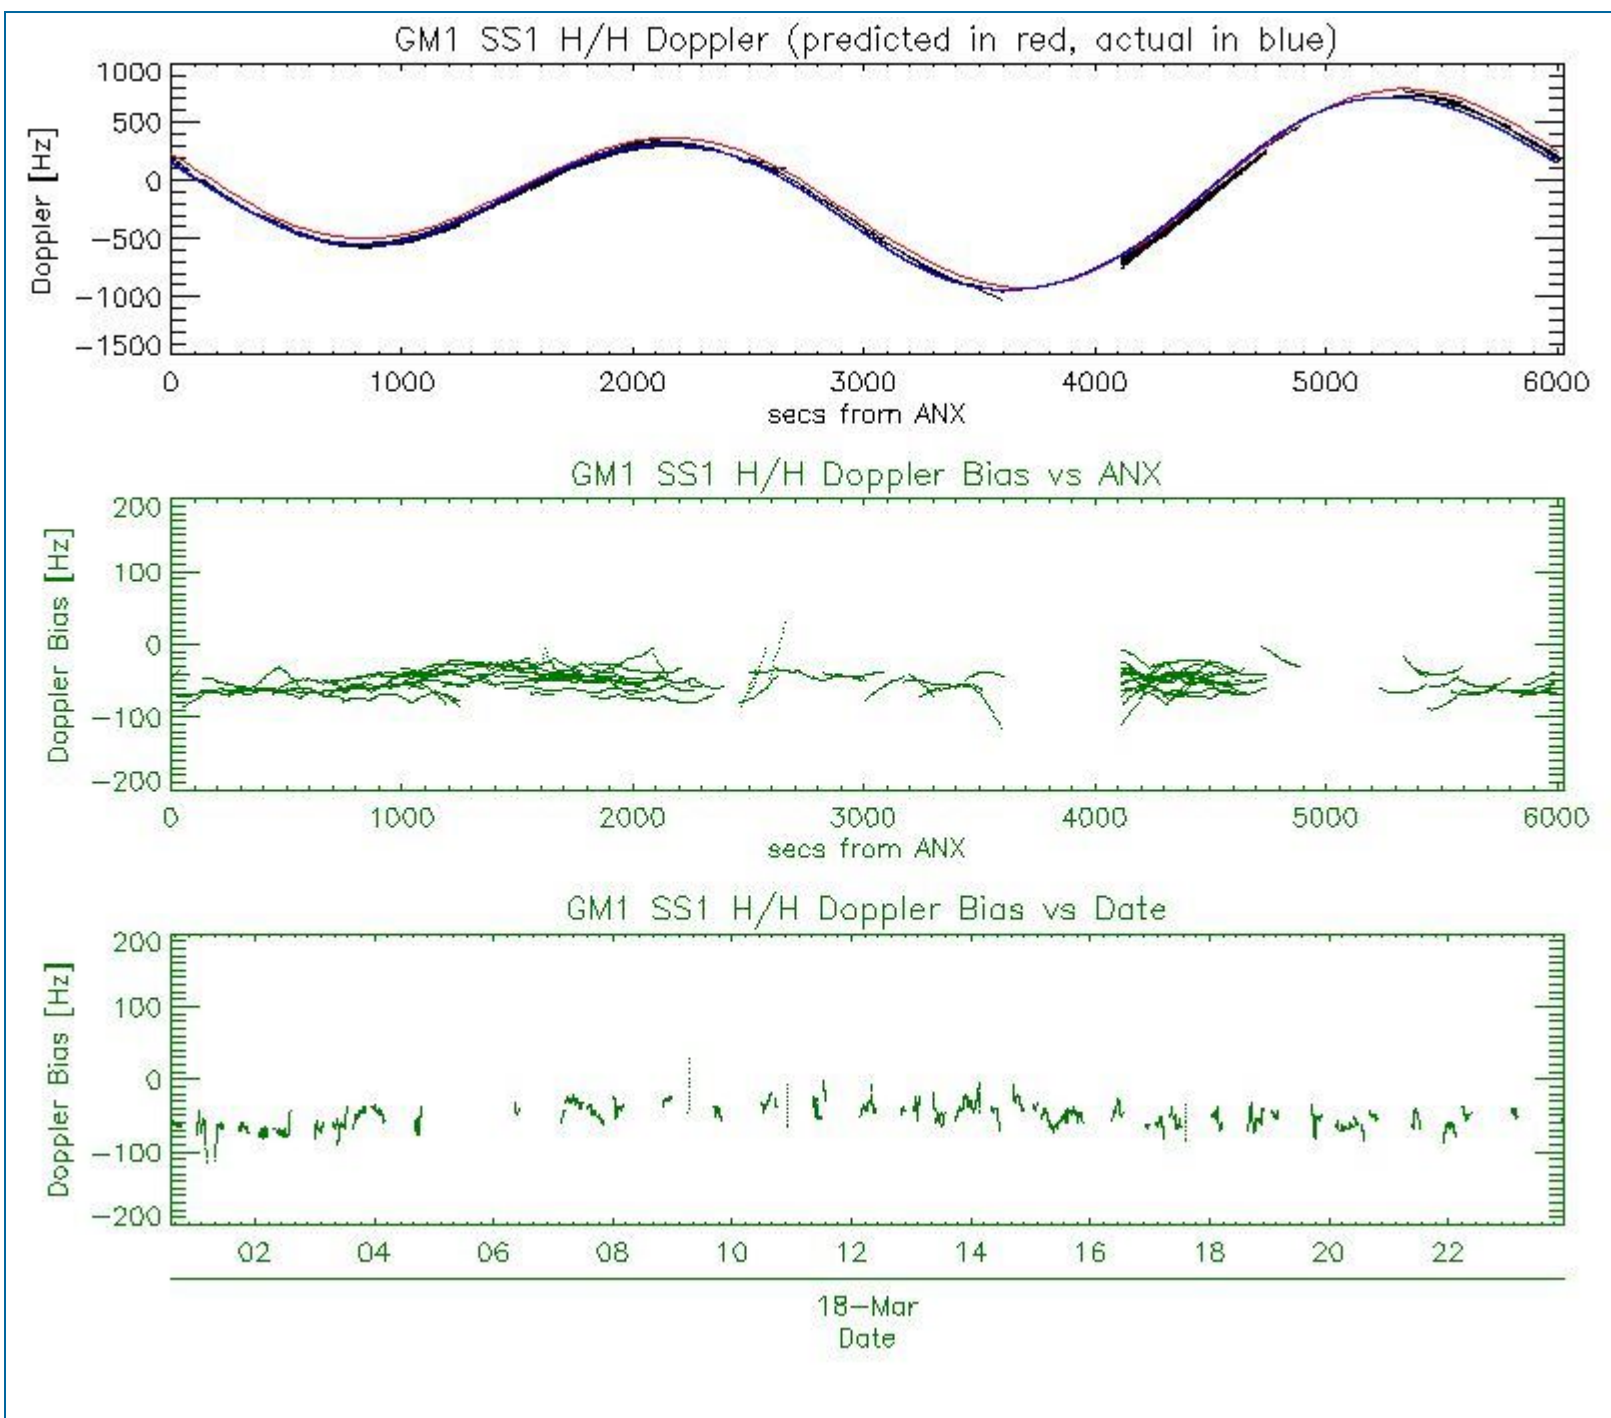 GM1 SS1 H/H Doppler (predicted in red, actual in blue)
1000
500
0
-500
-1000
-1500
Doppler [Hz]
0 1000 2000 3000 4000 5000 6000
secs from ANX
GM1 SS1 H/H Doppler Bias vs ANX
200
100
0
-100
-200
Doppler Bias [Hz]
0 1000 2000 3000 4000 5000 6000
secs from ANX
GM1 SS1 H/H Doppler Bias vs Date
200
100
0
-100
-200
Doppler Bias [Hz]
02 04 06 08 10 12 14 16 18 20 22
18-Mar
Date